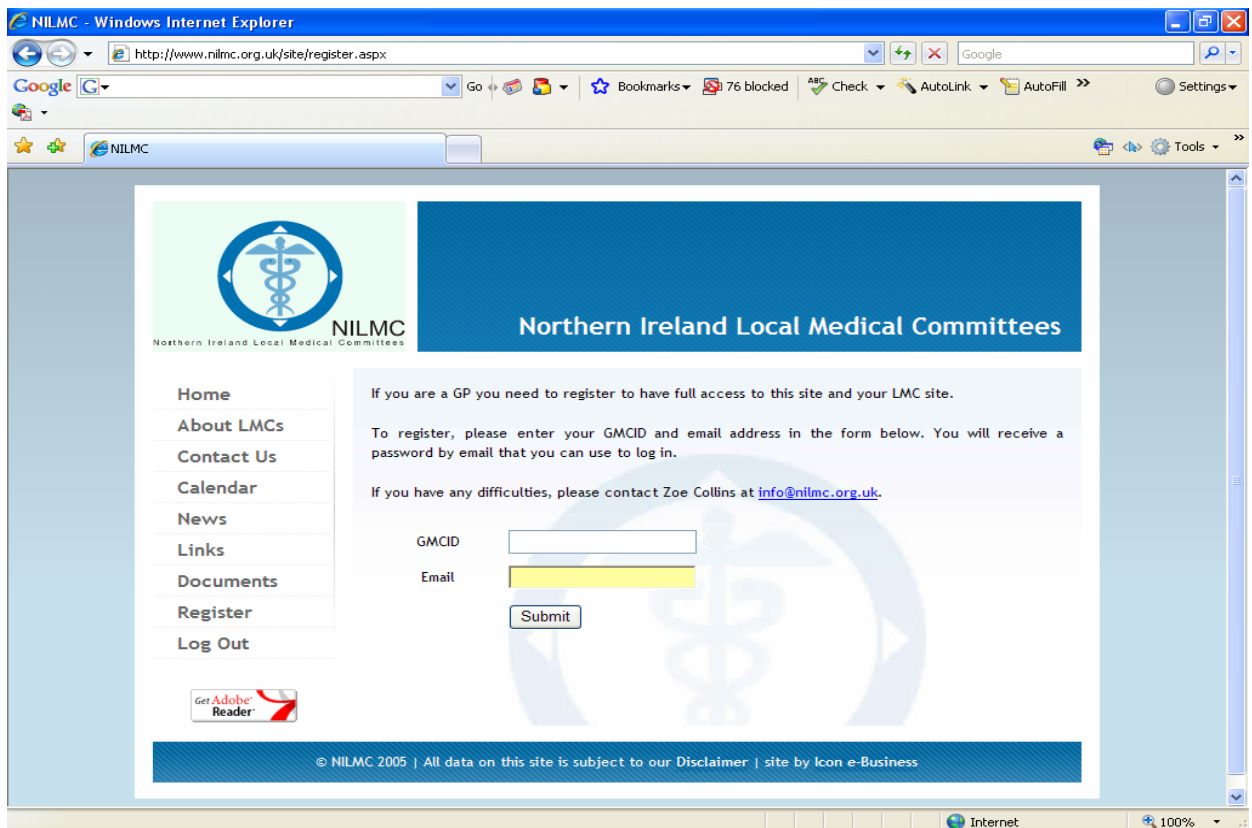 NILMC - Windows Internet Explorer
http://www.nilmc.org.uk/site/register.aspx
Google
Google G Go Bookmarks 76 blocked ABC Check AutoLink AutoFill >> Settings
NILMC
Tools >>
NILMC
Northern Ireland Local Medical Committees
Northern Ireland Local Medical Committees
Home
About LMCs
Contact Us
Calendar
News
Links
Documents
Register
Log Out
Get Adobe
Reader
If you are a GP you need to register to have full access to this site and your LMC site.
To register, please enter your GMCID and email address in the form below. You will receive a
password by email that you can use to log in.
If you have any difficulties, please contact Zoe Collins at info@nilmc.org.uk.
GMCID
Email
Submit
© NILMC 2005 | All data on this site is subject to our Disclaimer | site by Icon e-Business
Internet
100%